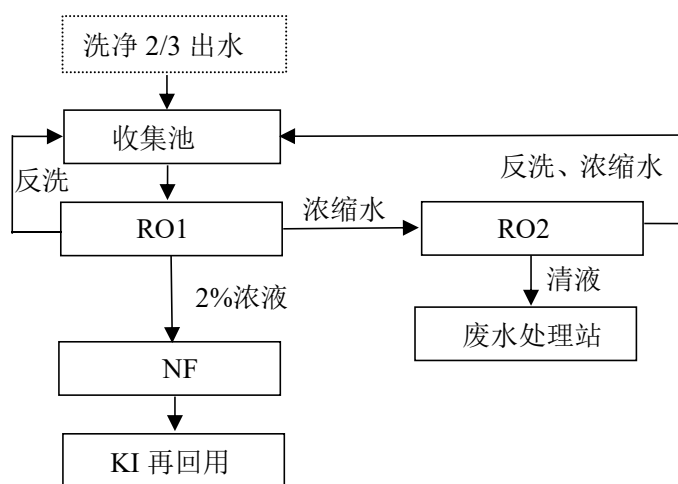 洗净 2/3 出水
收集池
反洗
反洗、浓缩水
RO1
浓缩水
RO2
2%浓液
清液
NF
废水处理站
KI 再回用